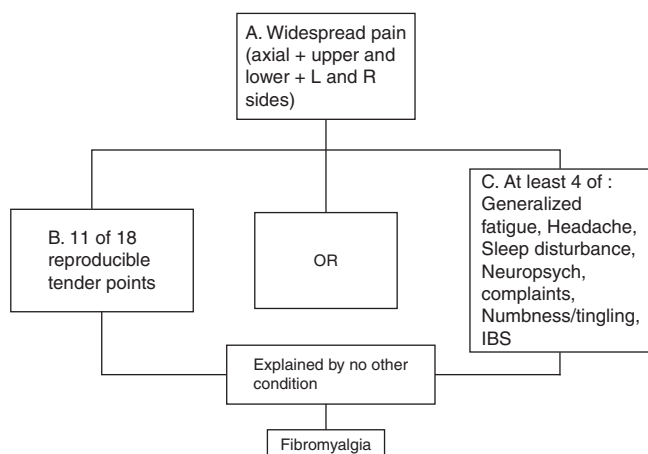 A. Widespread pain
(axial + upper and
lower + L and R
sides)
B. 11 of 18
reproducible
tender points
OR
C. At least 4 of :
Generalized
fatigue, Headache,
Sleep disturbance,
Neuropsych,
complaints,
Numbness/tingling,
IBS
Explained by no other
condition
Fibromyalgia